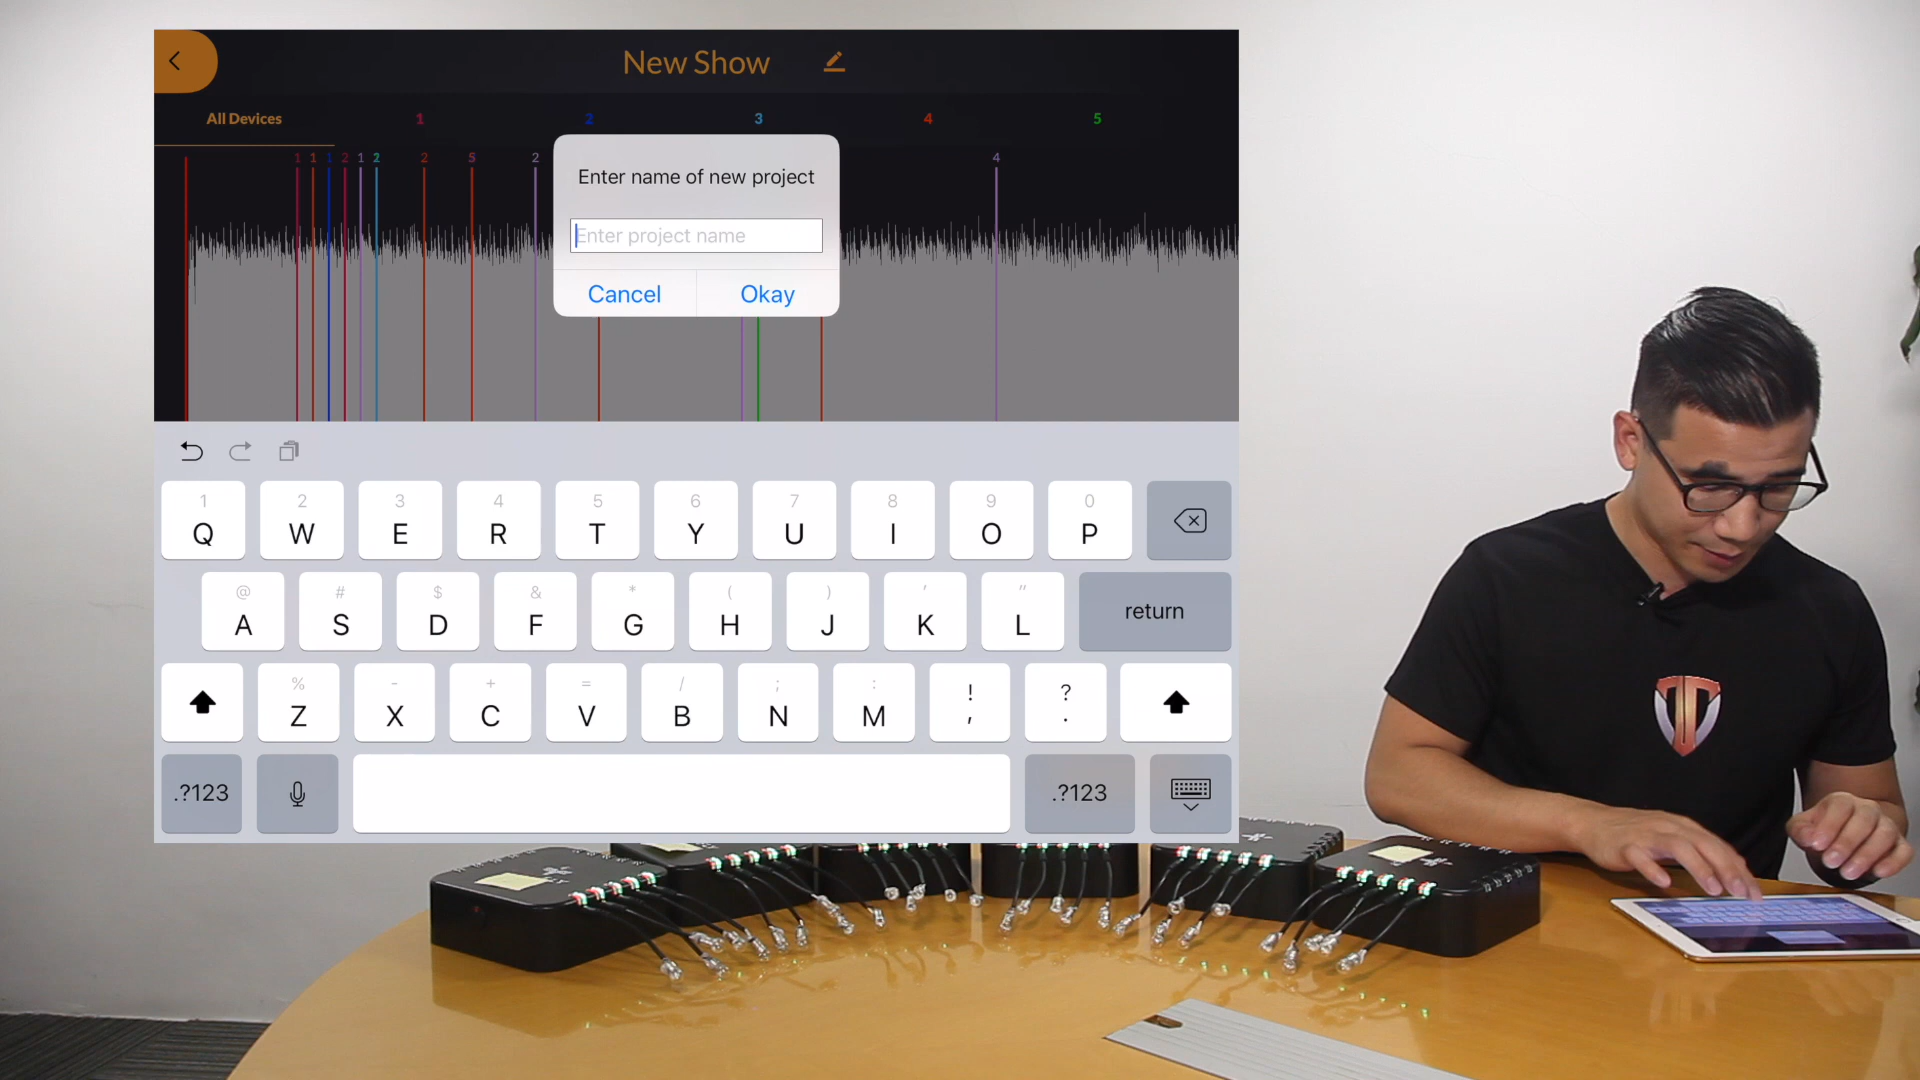 New Show
All Devices 1 2 3 4 5
1 1 1 2 1 2 2 5 2 4
Enter name of new project
Enter project name
Cancel Okay
1 2 3 4 5 6 7 8 9 0
Q W E R T Y U I O P
@ # $ & * ( ) ' "
A S D F G H J K L return
% - + = / ; : ! ?
Z X C V B N M , .
.?123 .?123